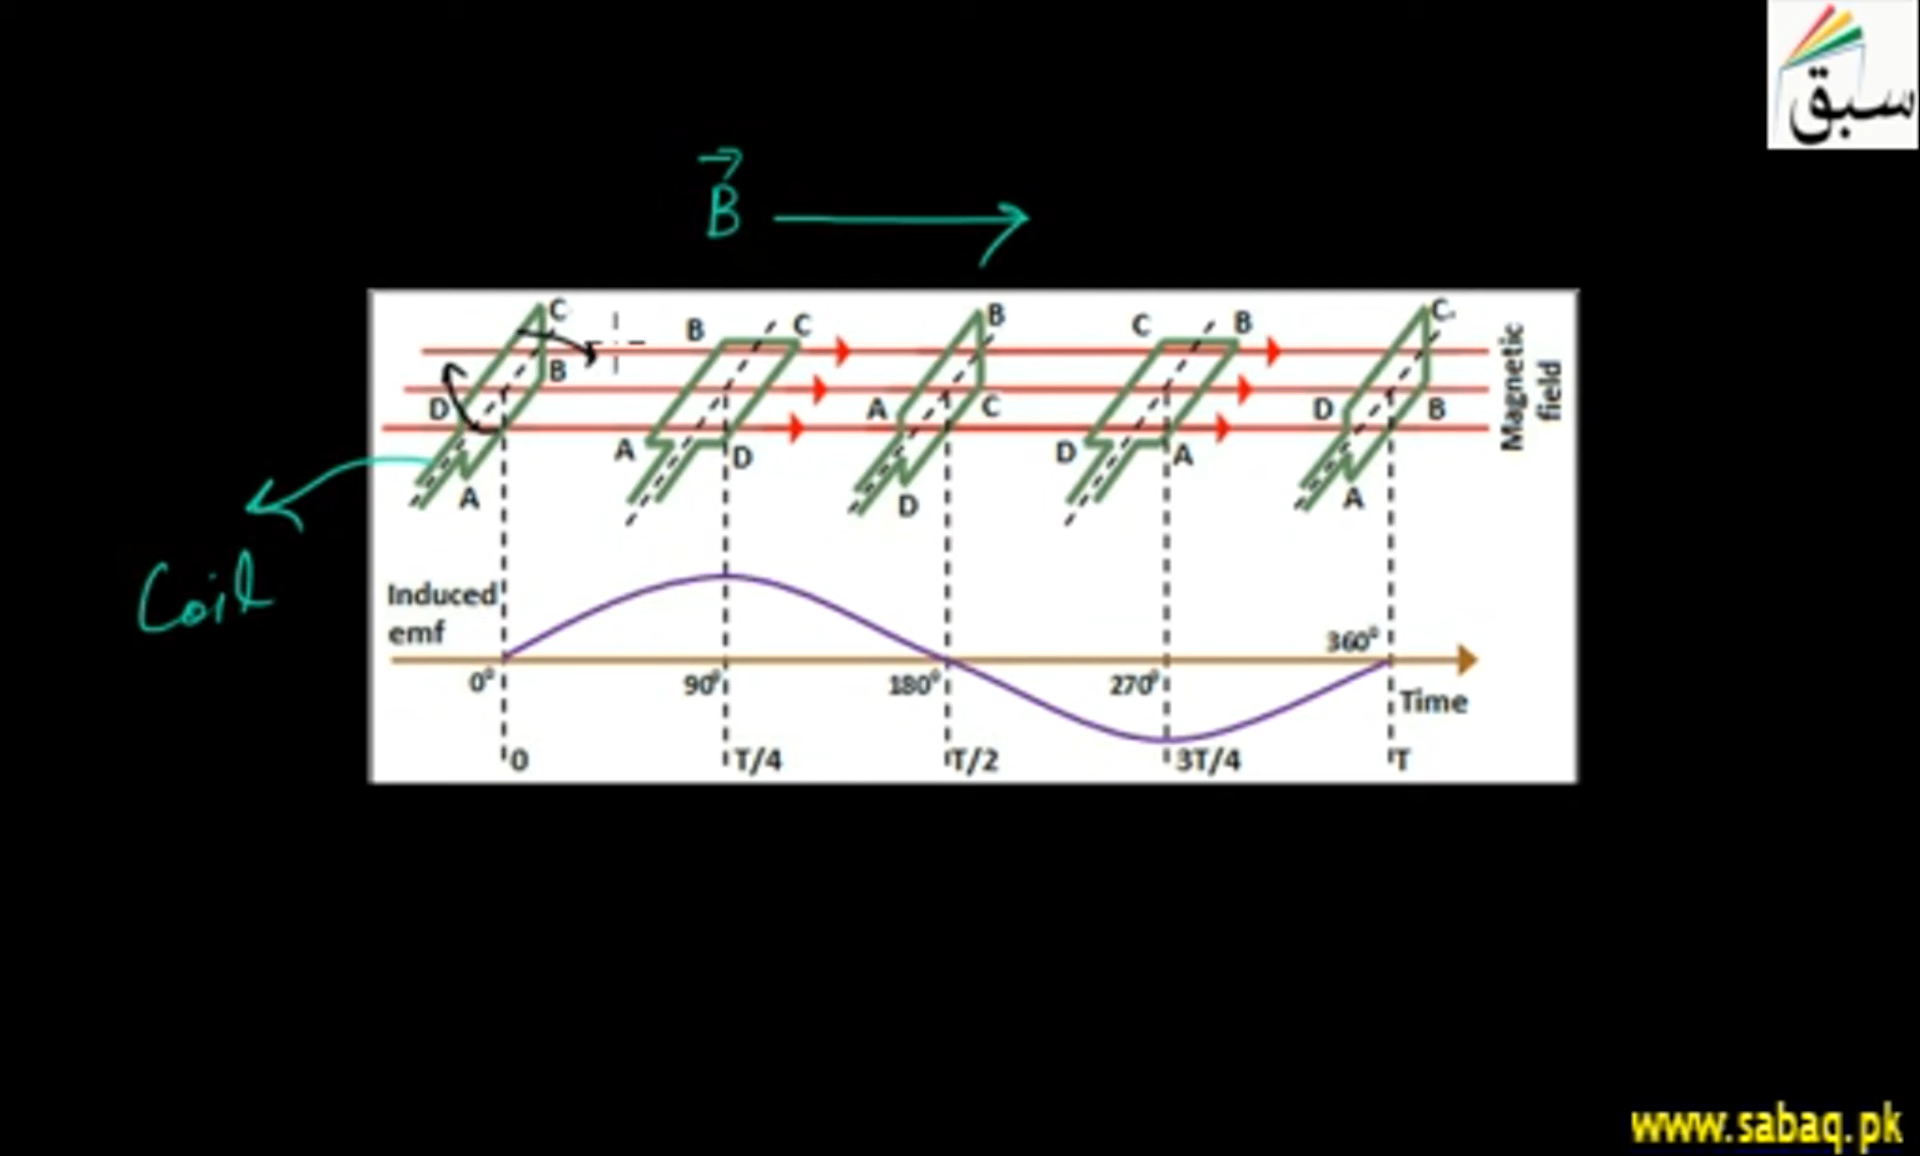 سبق
B
C B C B C B C.
B D A A C D A D B
A D D A
Magnetic
field
Coil
Induced
emf
0° 90° 180° 270° 360°
Time
0 T/4 T/2 3T/4 T
www.sabaq.pk